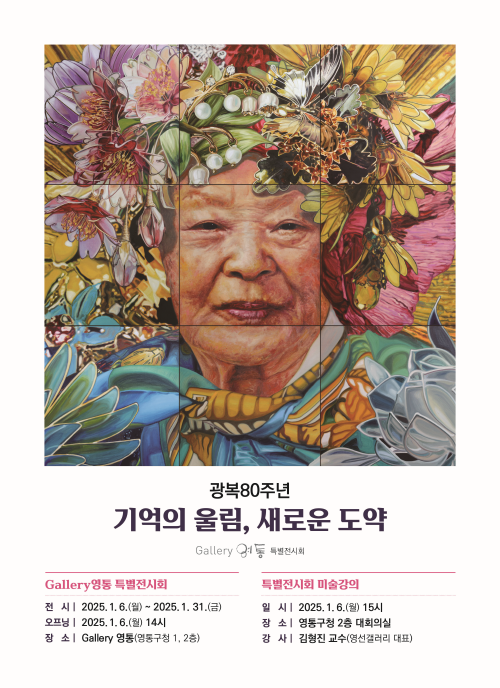 광복80주년
기억의 울림, 새로운 도약
Gallery 영통 특별전시회
Gallery영통 특별전시회
전 시 | 2025. 1. 6.(월) ~ 2025. 1. 31.(금)
오프닝 | 2025. 1. 6.(월) 14시
장 소 | Gallery 영통(영통구청 1, 2층)
특별전시회 미술강의
일 시 | 2025. 1. 6.(월) 15시
장 소 | 영통구청 2층 대회의실
강 사 | 김형진 교수(영선갤러리 대표)